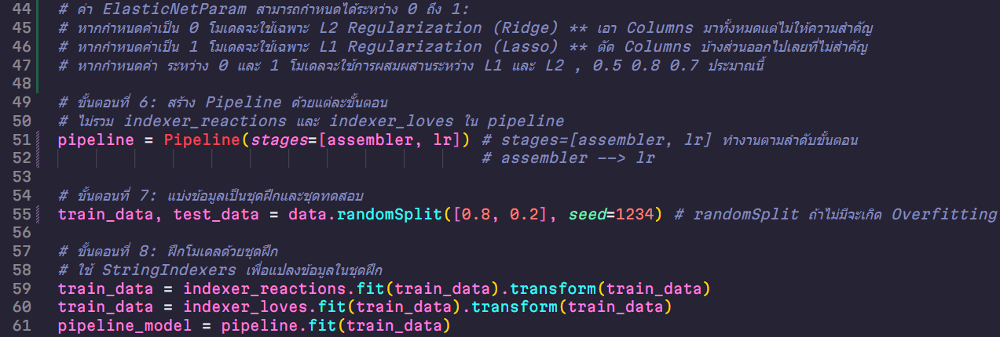 44 # ค่า ElasticNetParam สามารถกำหนดได้ระหว่าง 0 ถึง 1:
45 # หากกำหนดค่าเป็น 0 โมเดลจะใช้เฉพาะ L2 Regularization (Ridge) ** เอา Columns มาทั้งหมดแต่ไม่ให้ความสำคัญ
46 # หากกำหนดค่าเป็น 1 โมเดลจะใช้เฉพาะ L1 Regularization (Lasso) ** ตัด Columns บ้างส่วนออกไปเลยที่ไม่สำคัญ
47 # หากกำหนดค่า ระหว่าง 0 และ 1 โมเดลจะใช้การผสมผสานระหว่าง L1 และ L2 , 0.5 0.8 0.7 ประมาณนี้
48
49 # ขั้นตอนที่ 6: สร้าง Pipeline ด้วยแต่ละขั้นตอน
50 # ไม่รวม indexer_reactions และ indexer_loves ใน pipeline
51 pipeline = Pipeline(stages=[assembler, lr]) # stages=[assembler, lr] ทำงานตามลำดับขั้นตอน
52 # assembler --> lr
53
54 # ขั้นตอนที่ 7: แบ่งข้อมูลเป็นชุดฝึกและชุดทดสอบ
55 train_data, test_data = data.randomSplit([0.8, 0.2], seed=1234) # randomSplit ถ้าไม่มีจะเกิด Overfitting
56
57 # ขั้นตอนที่ 8: ฝึกโมเดลด้วยชุดฝึก
58 # ใช้ StringIndexers เพื่อแปลงข้อมูลในชุดฝึก
59 train_data = indexer_reactions.fit(train_data).transform(train_data)
60 train_data = indexer_loves.fit(train_data).transform(train_data)
61 pipeline_model = pipeline.fit(train_data)